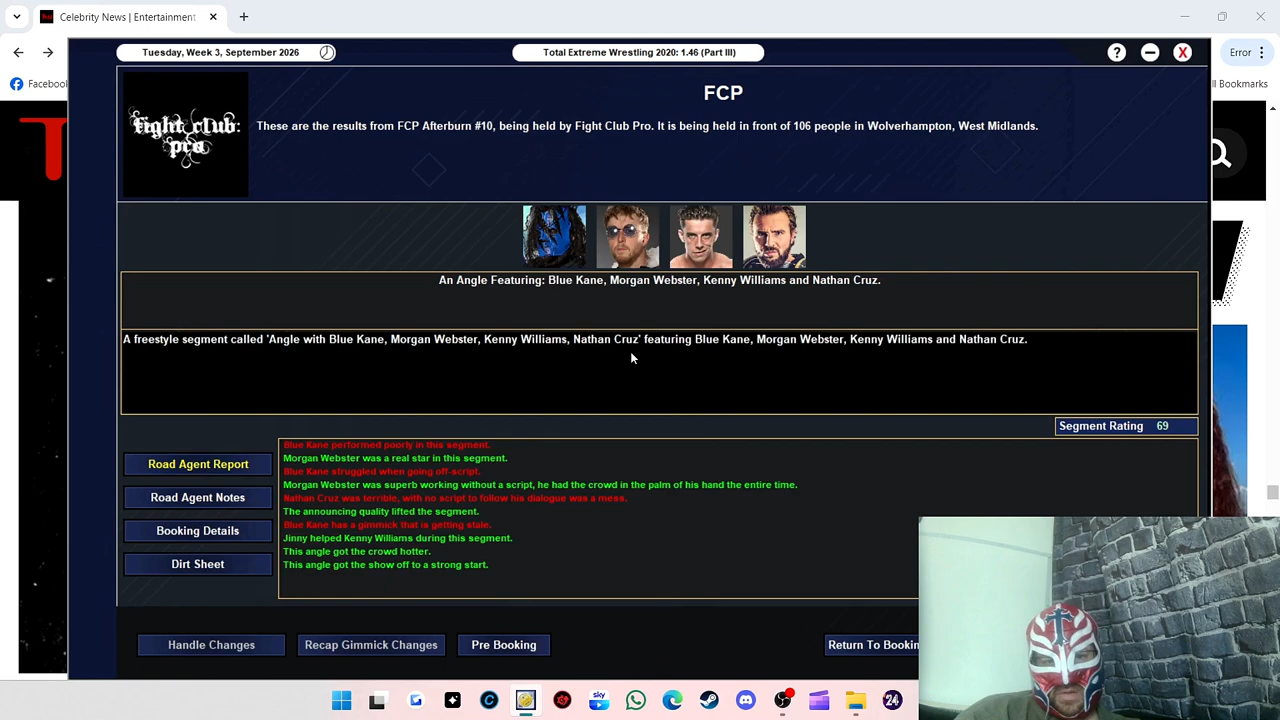 Celebrity News | Entertainment
Error
Facebook
All Bookmarks
Tuesday, Week 3, September 2026
Total Extreme Wrestling 2020: 1.46 (Part III)
?
X
fight club:
pro
FCP
These are the results from FCP Afterburn #10, being held by Fight Club Pro. It is being held in front of 106 people in Wolverhampton, West Midlands.
An Angle Featuring: Blue Kane, Morgan Webster, Kenny Williams and Nathan Cruz.
A freestyle segment called 'Angle with Blue Kane, Morgan Webster, Kenny Williams, Nathan Cruz' featuring Blue Kane, Morgan Webster, Kenny Williams and Nathan Cruz.
Segment Rating 69
Road Agent Report
Road Agent Notes
Booking Details
Dirt Sheet
Blue Kane performed poorly in this segment.
Morgan Webster was a real star in this segment.
Blue Kane struggled when going off-script.
Morgan Webster was superb working without a script, he had the crowd in the palm of his hand the entire time.
Nathan Cruz was terrible, with no script to follow his dialogue was a mess.
The announcing quality lifted the segment.
Blue Kane has a gimmick that is getting stale.
Jinny helped Kenny Williams during this segment.
This angle got the crowd hotter.
This angle got the show off to a strong start.
Handle Changes
Recap Gimmick Changes
Pre Booking
Return To Bookin
sky
24